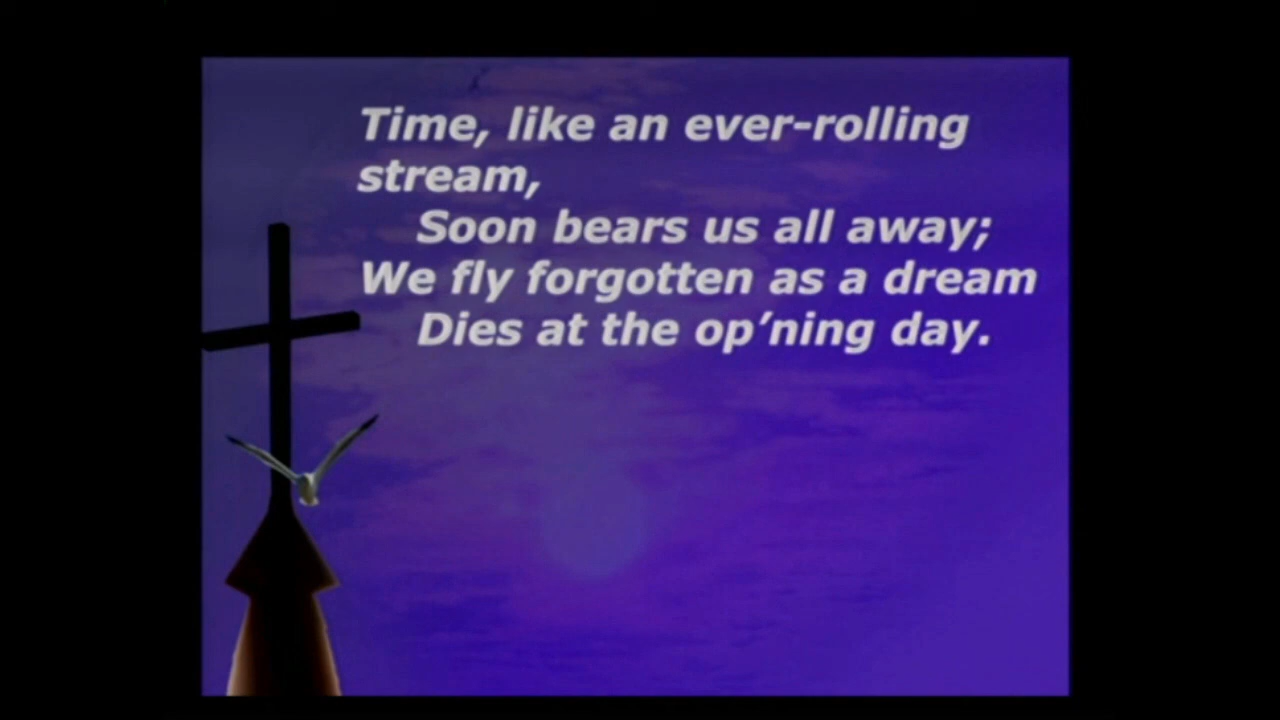 Time, like an ever-rolling
stream,
Soon bears us all away;
We fly forgotten as a dream
Dies at the op’ning day.